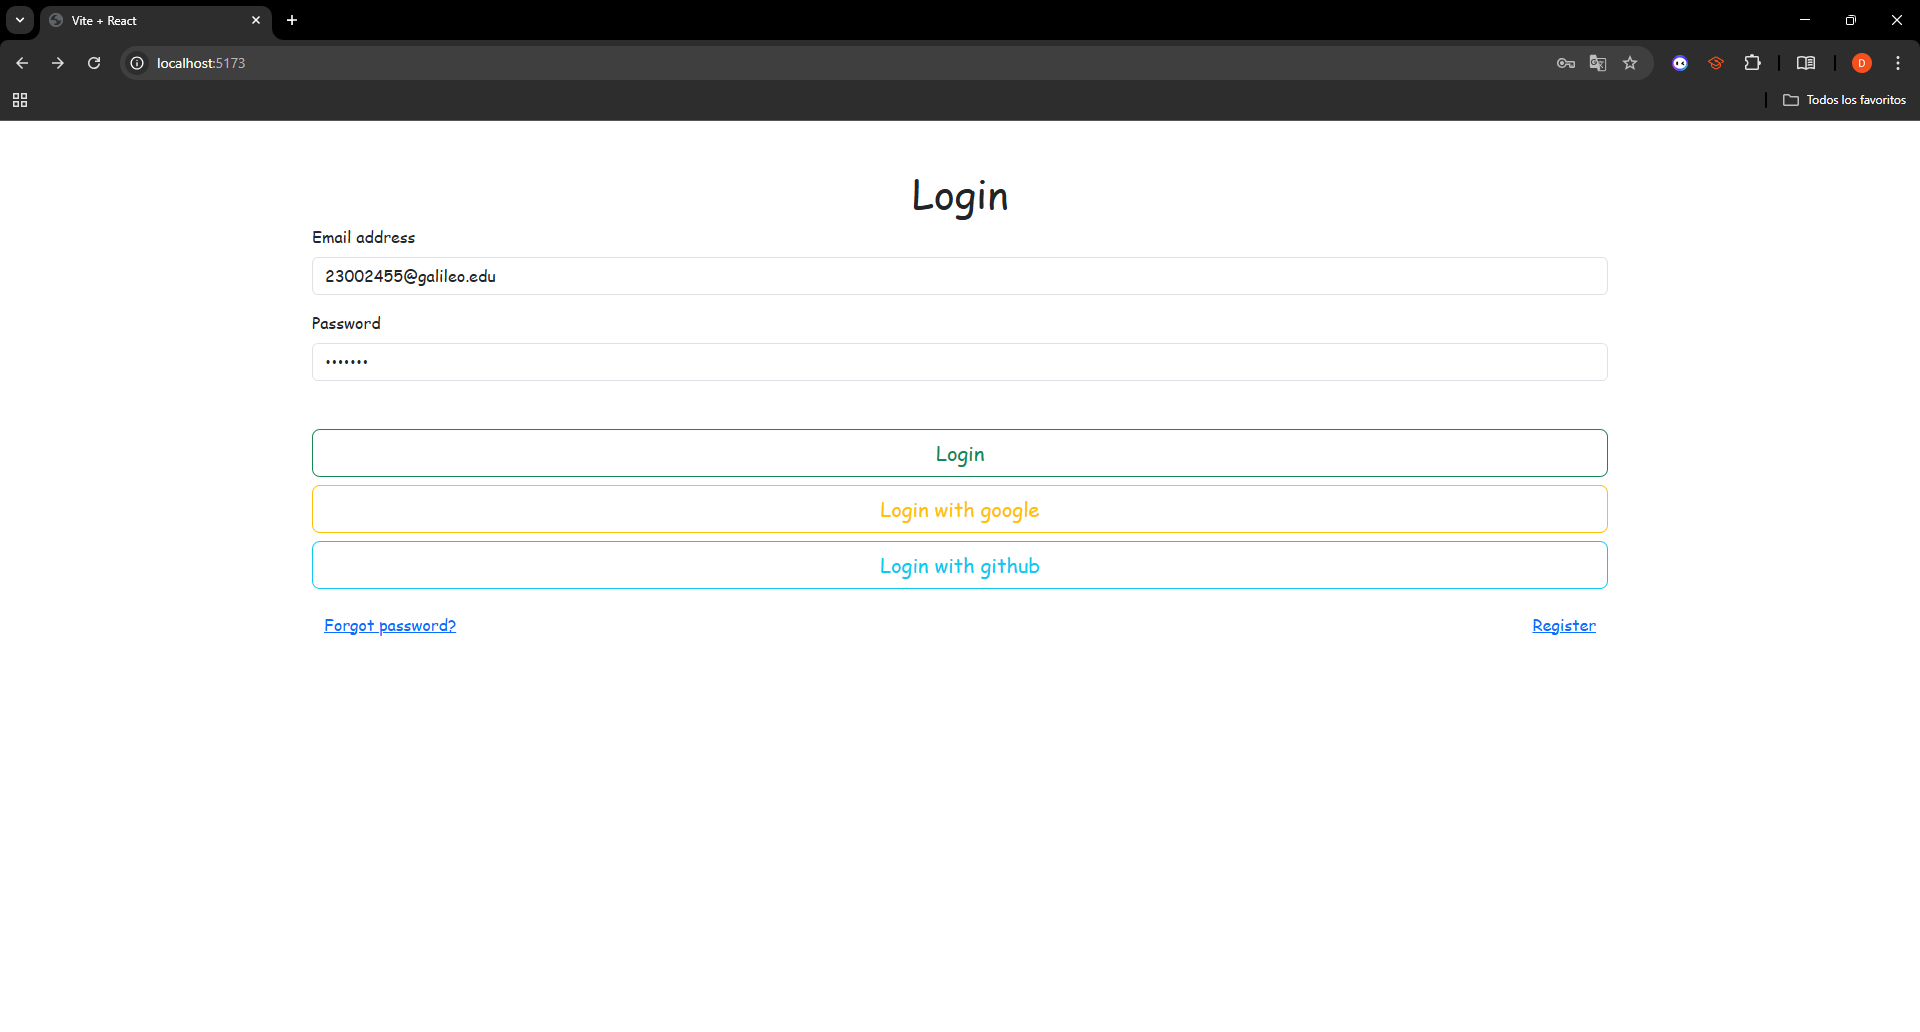 Vite + React
localhost:5173
Todos los favoritos
D
Login
Email address
23002455@galileo.edu
Password
•••••••
Login
Login with google
Login with github
Forgot password? Register